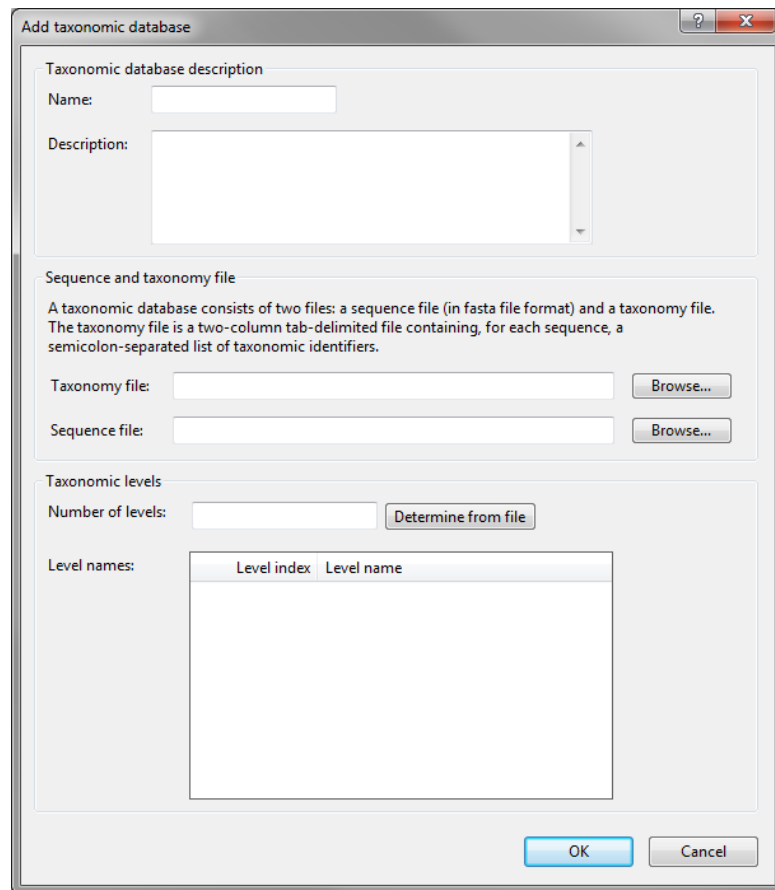 Add taxonomic database
?
Taxonomic database description
Name:
Description:
Sequence and taxonomy file
A taxonomic database consists of two files: a sequence file (in fasta file format) and a taxonomy file.
The taxonomy file is a two-column tab-delimited file containing, for each sequence, a
semicolon-separated list of taxonomic identifiers.
Taxonomy file: Browse...
Sequence file: Browse...
Taxonomic levels
Number of levels: Determine from file
Level names: Level index Level name
OK Cancel